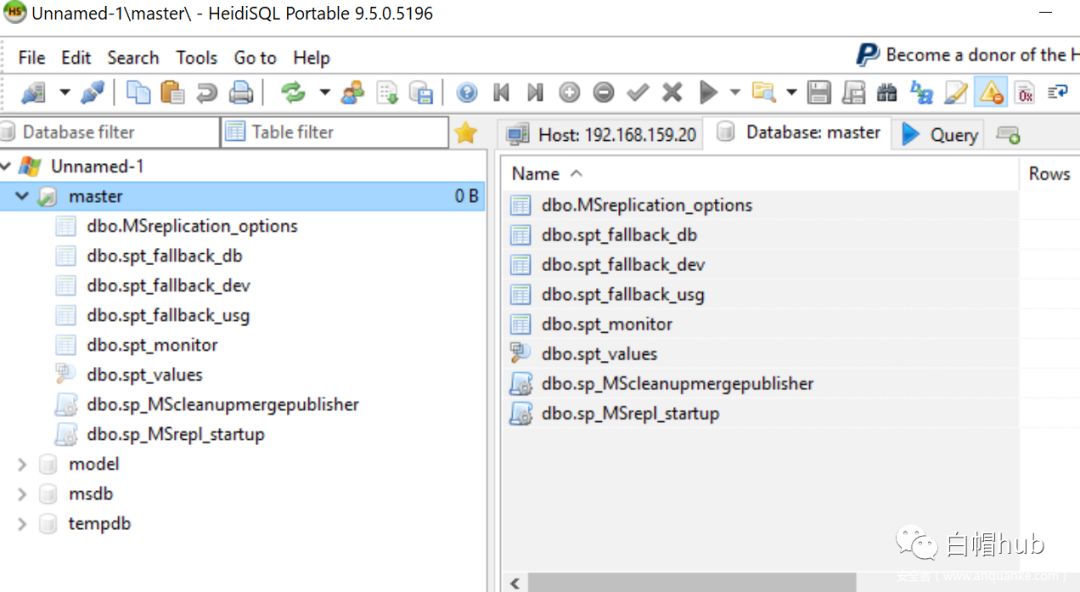 Unnamed-1\master\ - HeidiSQL Portable 9.5.0.5196
File Edit Search Tools Go to Help
Become a donor of the H
Database filter
Table filter
Host: 192.168.159.20
Database: master
Query
Unnamed-1
master 0 B
dbo.MSreplication_options
dbo.spt_fallback_db
dbo.spt_fallback_dev
dbo.spt_fallback_usg
dbo.spt_monitor
dbo.spt_values
dbo.sp_MScleanupmergepublisher
dbo.sp_MSrepl_startup
model
msdb
tempdb
Name Rows
dbo.MSreplication_options
dbo.spt_fallback_db
dbo.spt_fallback_dev
dbo.spt_fallback_usg
dbo.spt_monitor
dbo.spt_values
dbo.sp_MScleanupmergepublisher
dbo.sp_MSrepl_startup
白帽hub
安全客 ( www.anquanke.com )